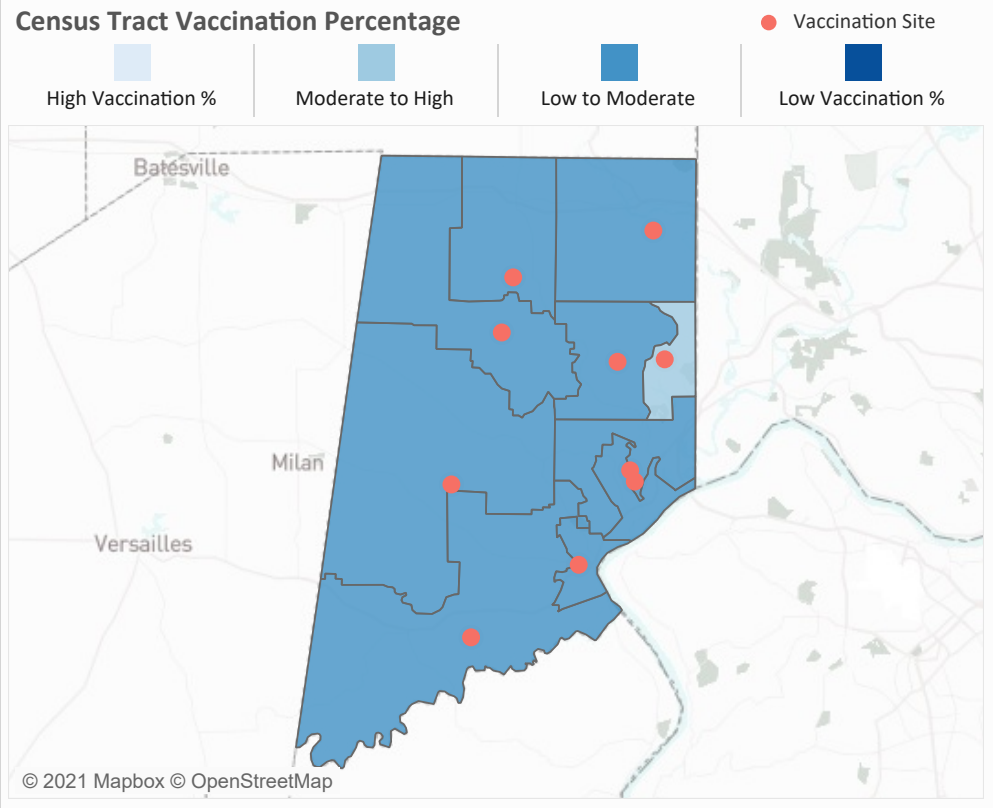 Census Tract Vaccination Percentage
Vaccination Site
High Vaccination %
Moderate to High
Low to Moderate
Low Vaccination %
Batesville
Milan
Versailles
© 2021 Mapbox © OpenStreetMap